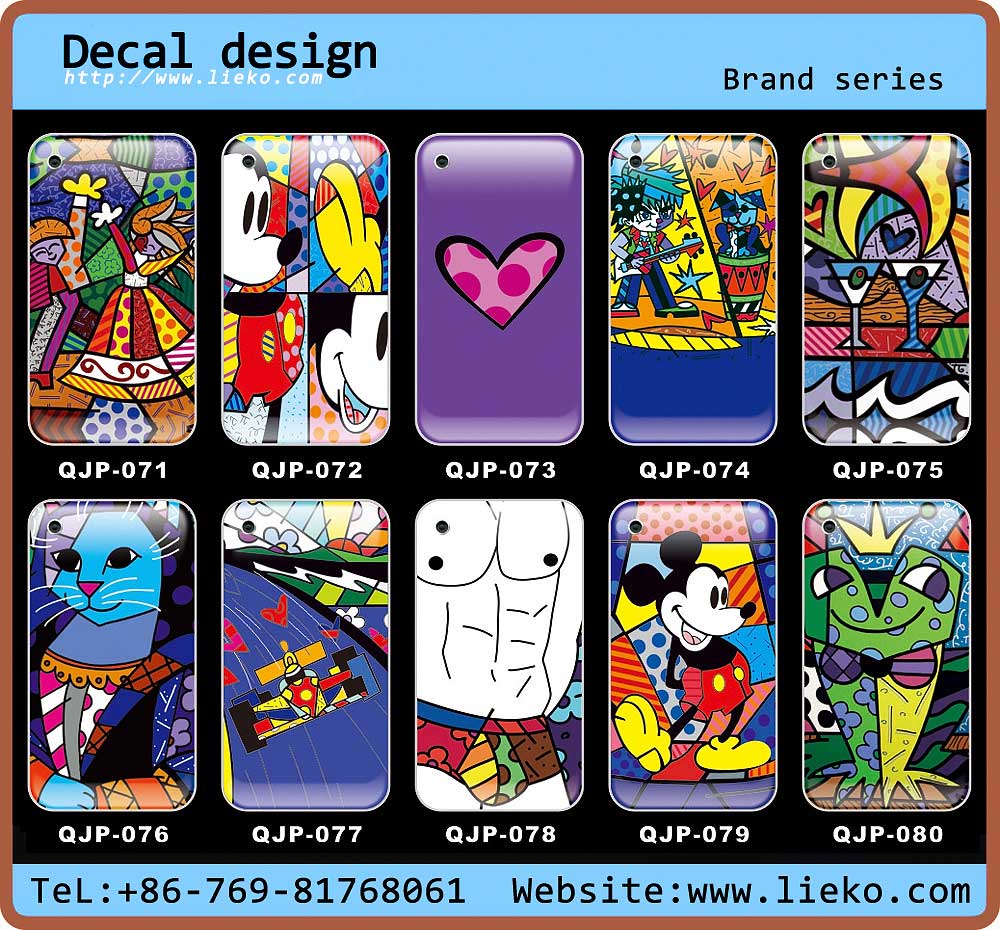 Decal design
http://www.lieko.com
Brand series
QJP-071 QJP-072 QJP-073 QJP-074 QJP-075
QJP-076 QJP-077 QJP-078 QJP-079 QJP-080
TeL:+86-769-81768061 Website:www.lieko.com